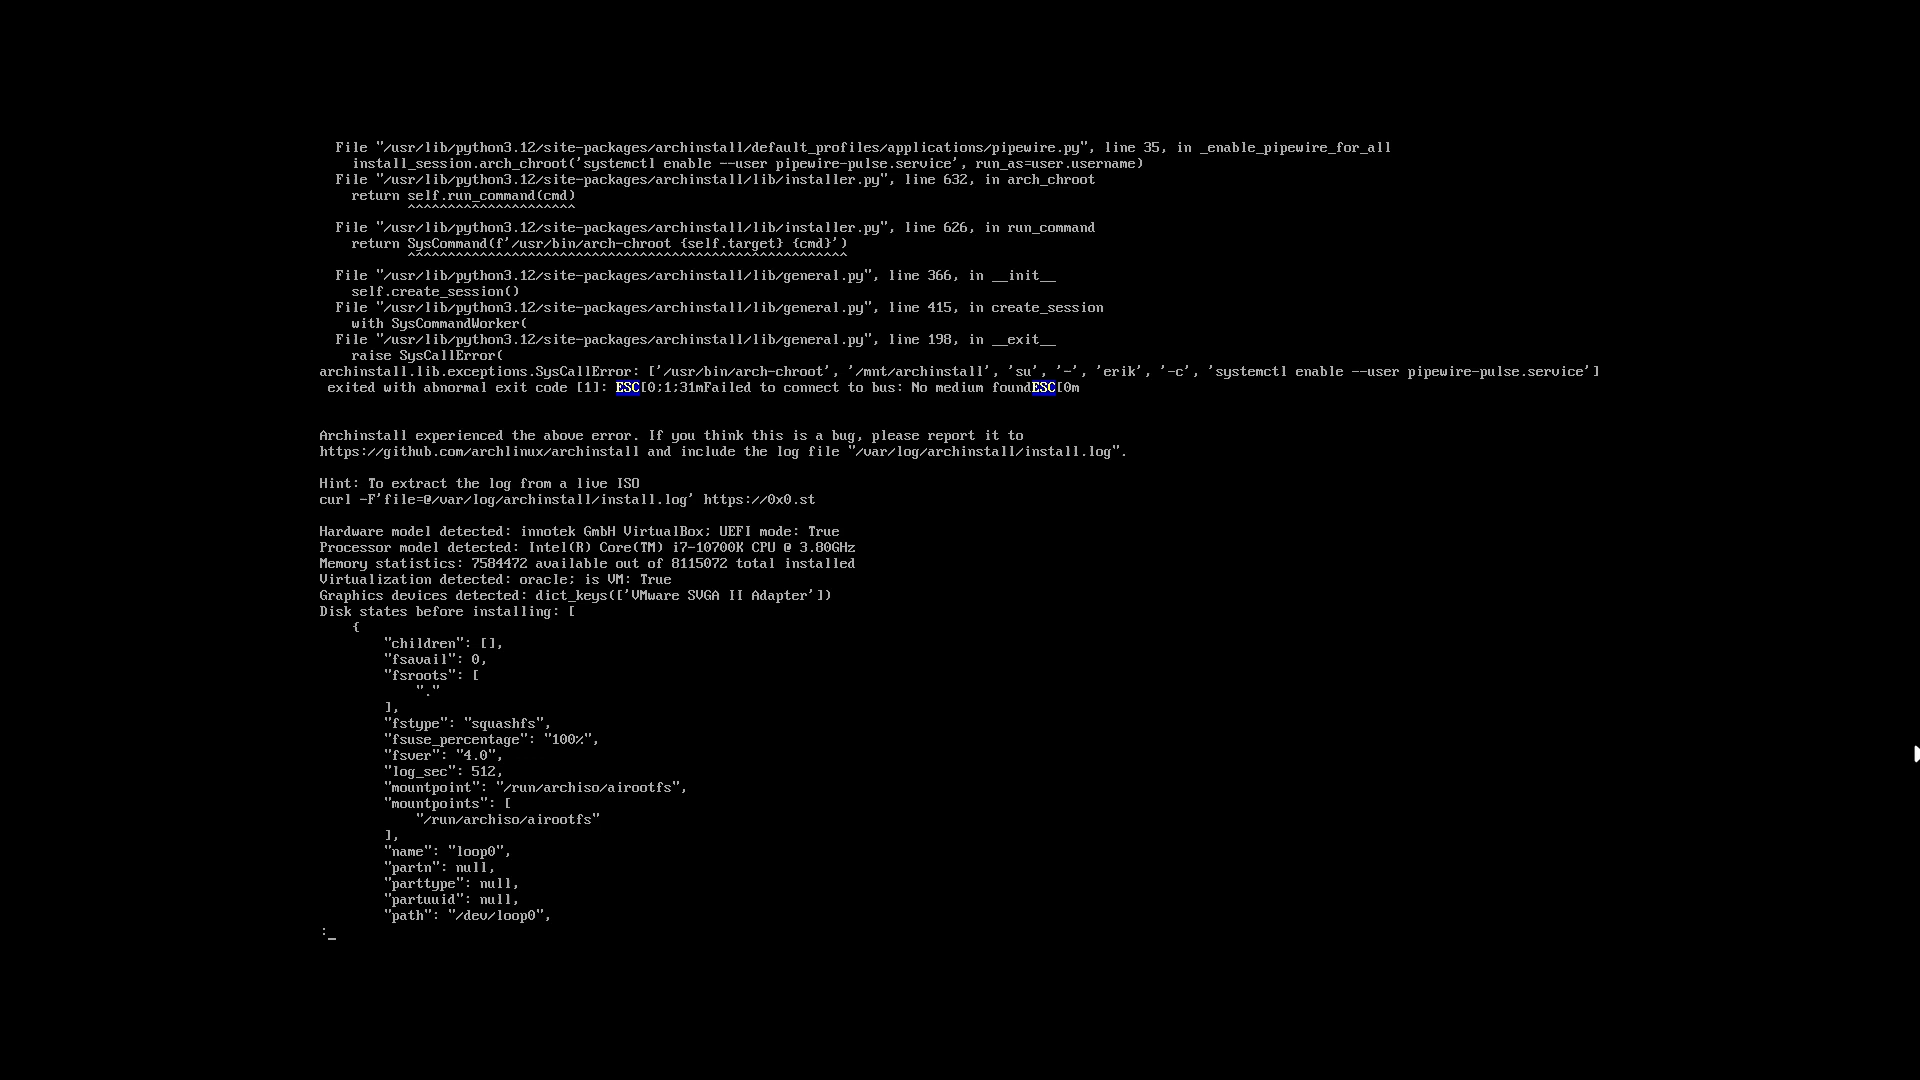 File "/usr/lib/python3.12/site-packages/archinstall/default_profiles/applications/pipewire.py", line 35, in _enable_pipewire_for_all
install_session.arch_chroot('systemctl enable --user pipewire-pulse.service', run_as=user.username)
File "/usr/lib/python3.12/site-packages/archinstall/lib/installer.py", line 632, in arch_chroot
return self.run_command(cmd)
^^^^^^^^^^^^^^^^^^^^^
File "/usr/lib/python3.12/site-packages/archinstall/lib/installer.py", line 626, in run_command
return SysCommand(f'/usr/bin/arch-chroot {self.target} {cmd}')
^^^^^^^^^^^^^^^^^^^^^^^^^^^^^^^^^^^^^^^^^^^^^^^^^^^^^^^
File "/usr/lib/python3.12/site-packages/archinstall/lib/general.py", line 366, in __init__
self.create_session()
File "/usr/lib/python3.12/site-packages/archinstall/lib/general.py", line 415, in create_session
with SysCommandWorker(
File "/usr/lib/python3.12/site-packages/archinstall/lib/general.py", line 198, in __exit__
raise SysCallError(
archinstall.lib.exceptions.SysCallError: ['/usr/bin/arch-chroot', '/mnt/archinstall', 'su', '-', 'erik', '-c', 'systemctl enable --user pipewire-pulse.service']
exited with abnormal exit code [1]: ESC[0;1;31mFailed to connect to bus: No medium foundESC[0m
Archinstall experienced the above error. If you think this is a bug, please report it to
https://github.com/archlinux/archinstall and include the log file "/var/log/archinstall/install.log".
Hint: To extract the log from a live ISO
curl -F'file=@/var/log/archinstall/install.log' https://0x0.st
Hardware model detected: innotek GmbH VirtualBox; UEFI mode: True
Processor model detected: Intel(R) Core(TM) i7-10700K CPU @ 3.80GHz
Memory statistics: 7584472 available out of 8115072 total installed
Virtualization detected: oracle; is VM: True
Graphics devices detected: dict_keys(['VMware SVGA II Adapter'])
Disk states before installing: [
{
"children": [],
"fsavail": 0,
"fsroots": [
"."
],
"fstype": "squashfs",
"fsuse_percentage": "100%",
"fsver": "4.0",
"log_sec": 512,
"mountpoint": "/run/archiso/airootfs",
"mountpoints": [
"/run/archiso/airootfs"
],
"name": "loop0",
"partn": null,
"parttype": null,
"partuuid": null,
"path": "/dev/loop0",
:_